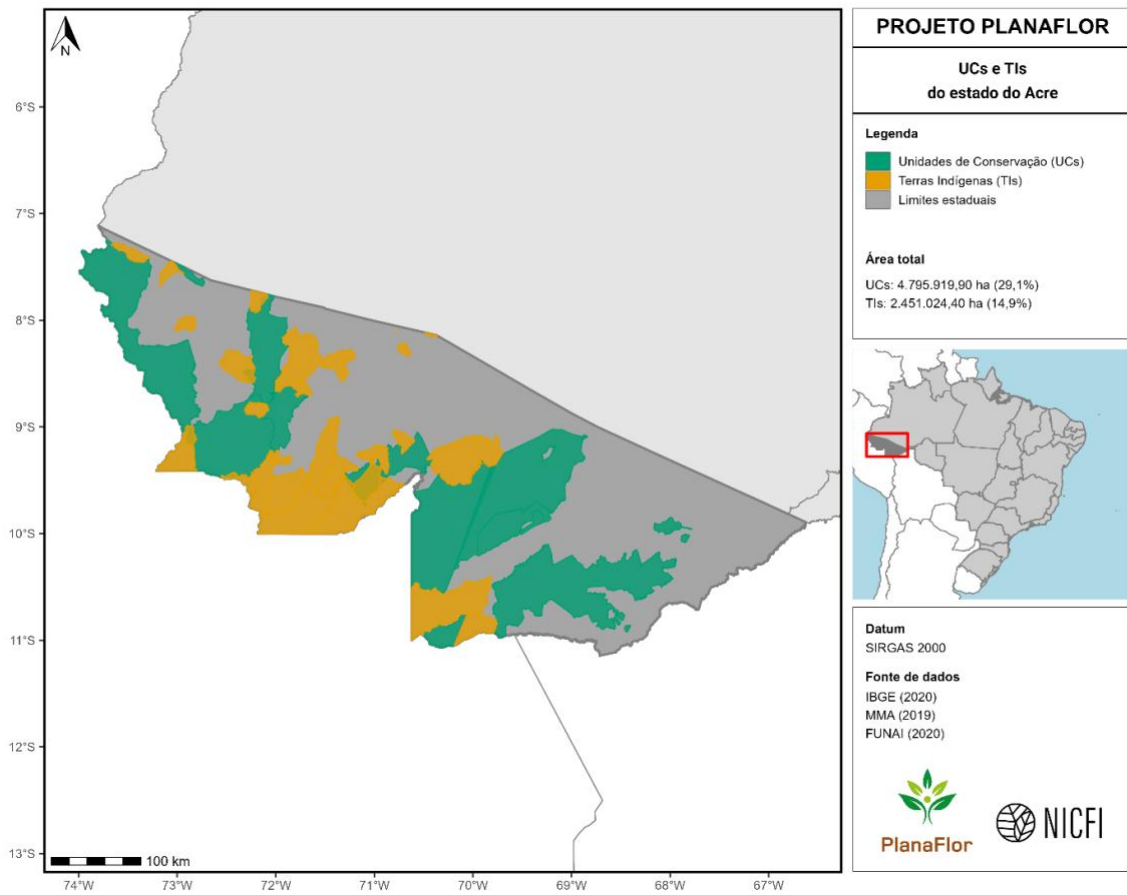 PROJETO PLANAFLOR
UCs e TIs
do estado do Acre
Legenda
Unidades de Conservação (UCs)
Terras Indígenas (TIs)
Limites estaduais
Área total
UCs: 4.795.919,90 ha (29,1%)
TIs: 2.451.024,40 ha (14,9%)
Datum
SIRGAS 2000
Fonte de dados
IBGE (2020)
MMA (2019)
FUNAI (2020)
PlanaFlor
NICFI
N
6°S
7°S
8°S
9°S
10°S
11°S
12°S
13°S
100 km
74°W
73°W
72°W
71°W
70°W
69°W
68°W
67°W